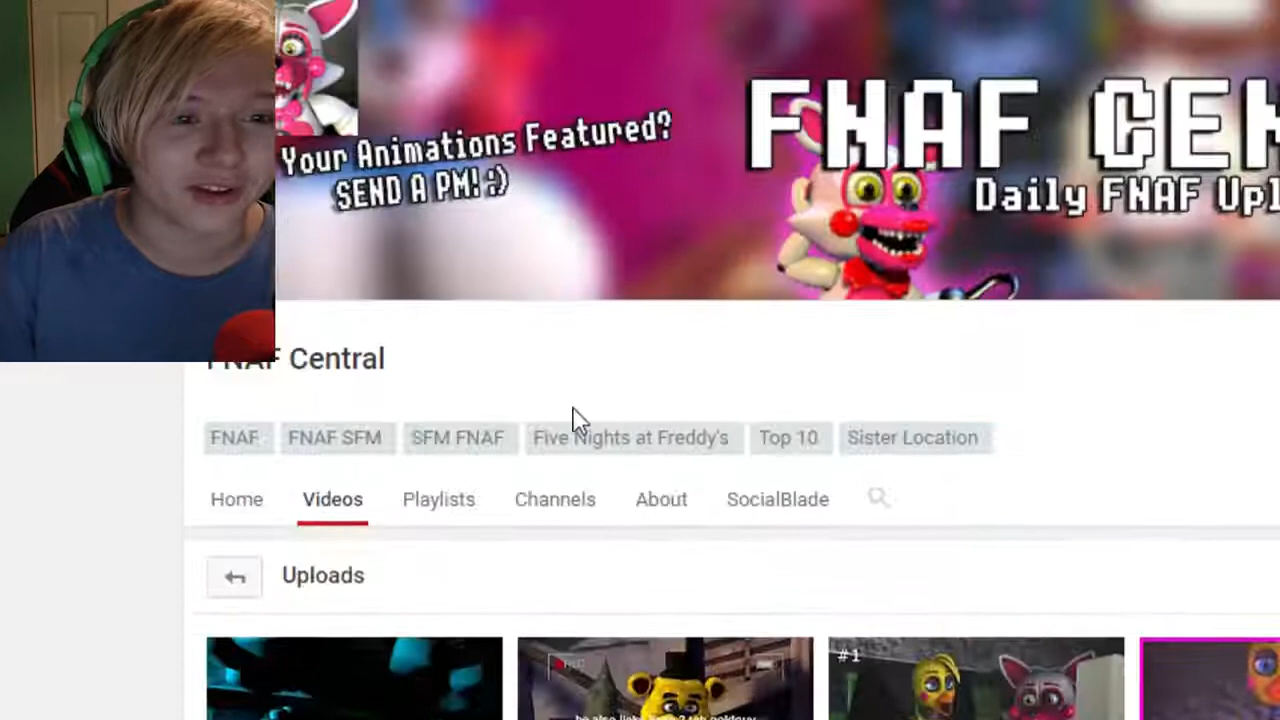 Your Animations Featured?
SEND A PM! :)
FNAF CEN
Daily FNAF Upl
FNAF Central
FNAF FNAF SFM SFM FNAF Five Nights at Freddy's Top 10 Sister Location
Home Videos Playlists Channels About SocialBlade
Uploads
#1